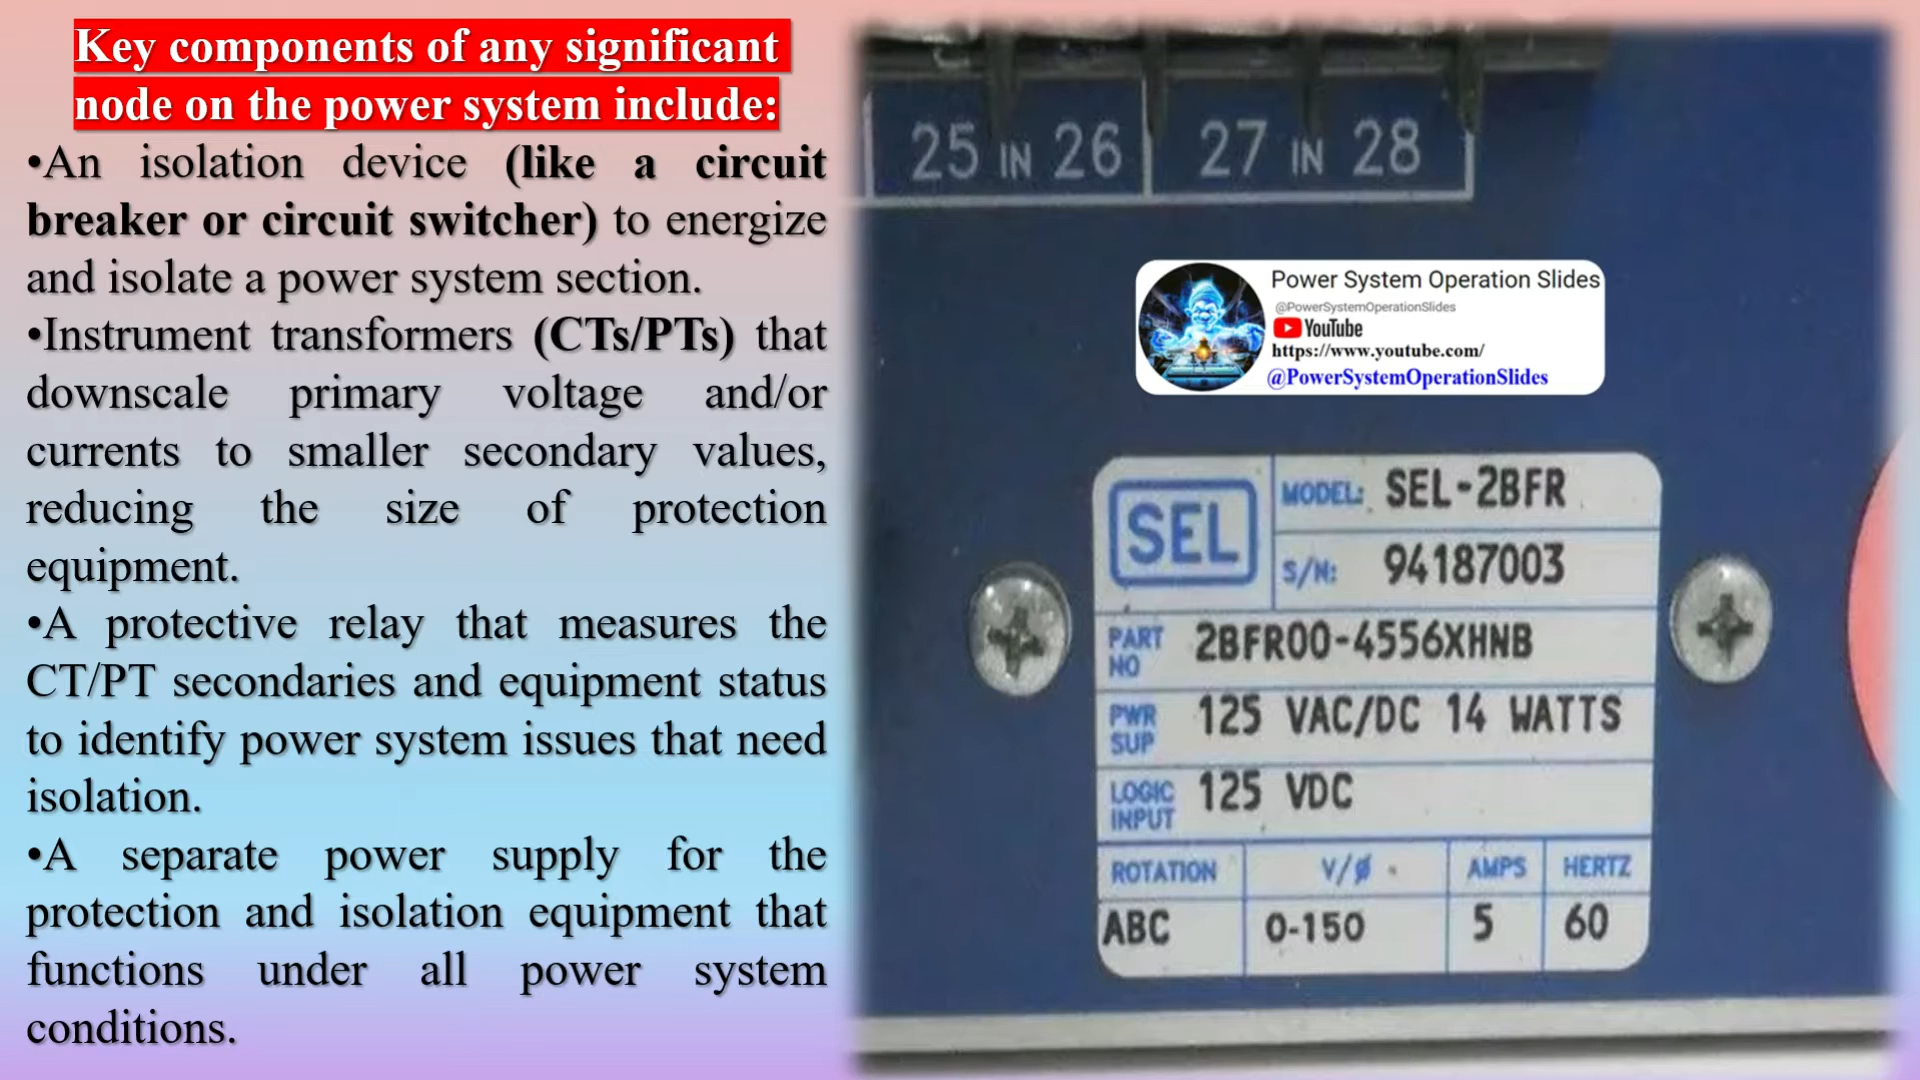 Key components of any significant
node on the power system include:
•An isolation device (like a circuit
breaker or circuit switcher) to energize
and isolate a power system section.
•Instrument transformers (CTs/PTs) that
downscale primary voltage and/or
currents to smaller secondary values,
reducing the size of protection
equipment.
•A protective relay that measures the
CT/PT secondaries and equipment status
to identify power system issues that need
isolation.
•A separate power supply for the
protection and isolation equipment that
functions under all power system
conditions.
25 IN 26 27 IN 28
Power System Operation Slides
@PowerSystemOperationSlides
YouTube
https://www.youtube.com/
@PowerSystemOperationSlides
SEL
MODEL: SEL-2BFR
S/N: 94187003
PART NO 2BFR00-4556XHNB
PWR SUP 125 VAC/DC 14 WATTS
LOGIC INPUT 125 VDC
ROTATION V/Ø AMPS HERTZ
ABC 0-150 5 60